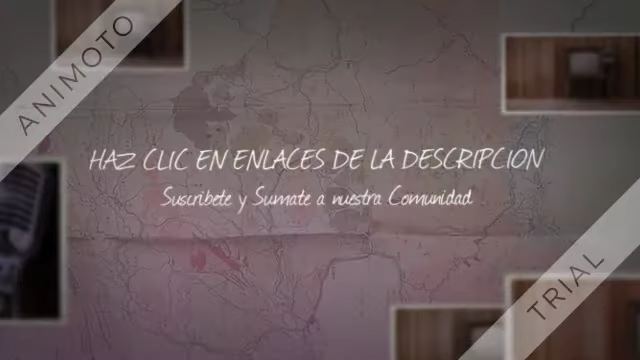 ANIMOTO
HAZ CLIC EN ENLACES DE LA DESCRIPCION
Suscribete y Sumate a nuestra Comunidad
TRIAL